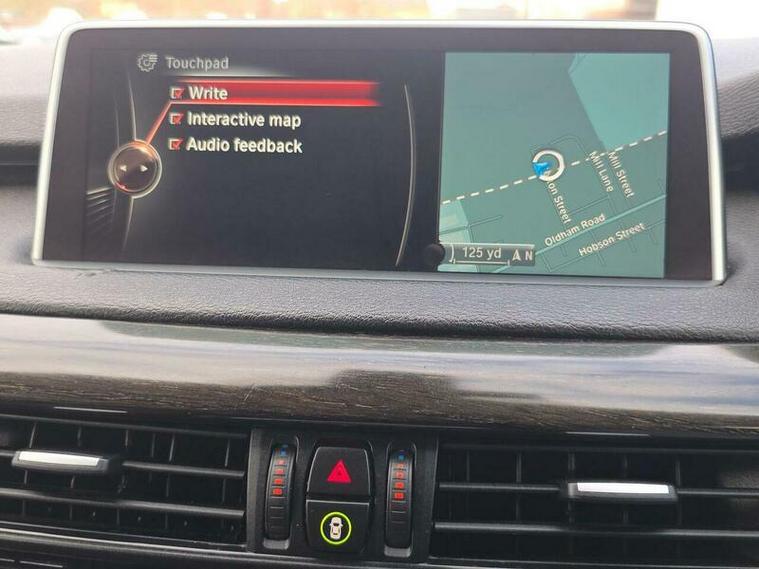 Touchpad
Write
Interactive map
Audio feedback
Mill Street
Mill Lane
on Street
Oldham Road
Hobson Street
125 yd
N